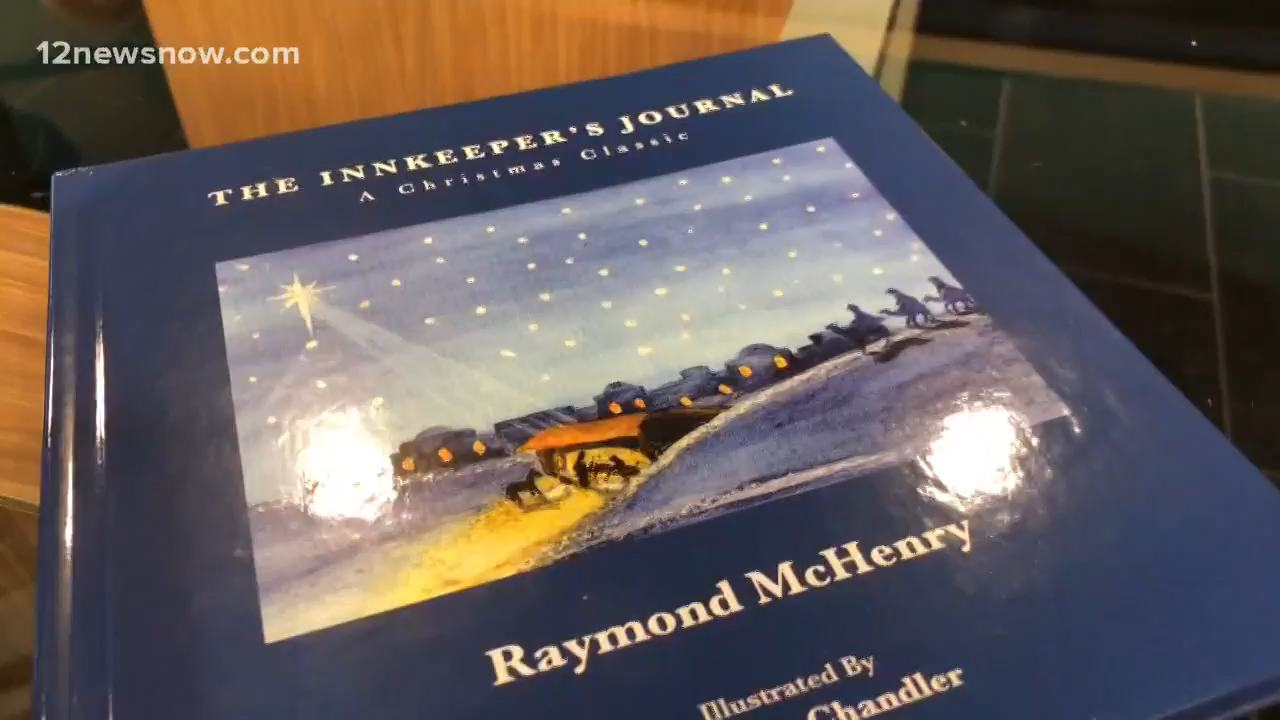 12newsnow.com
THE INNKEEPER'S JOURNAL
A Christmas Classic
Raymond McHenry
Illustrated By
Chandler